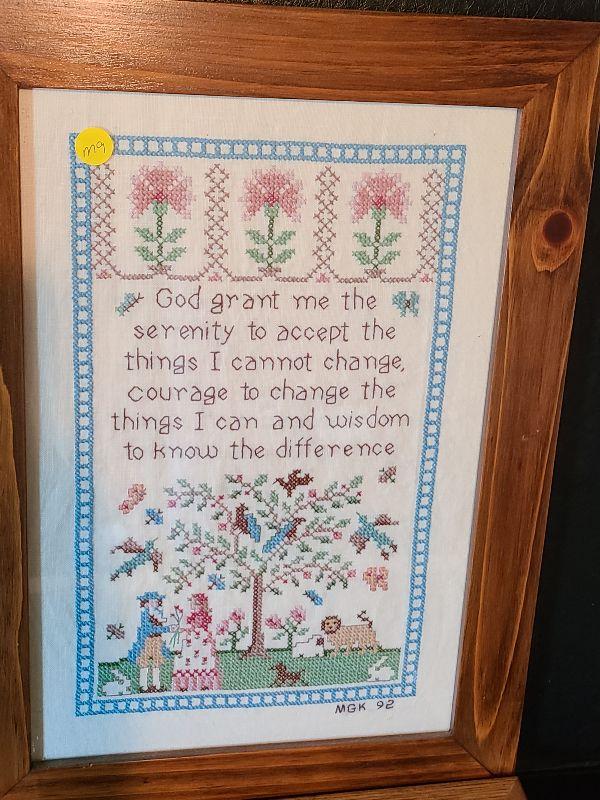 m9
God grant me the
serenity to accept the
things I cannot change,
courage to change the
things I can and wisdom
to know the difference
MGK 92